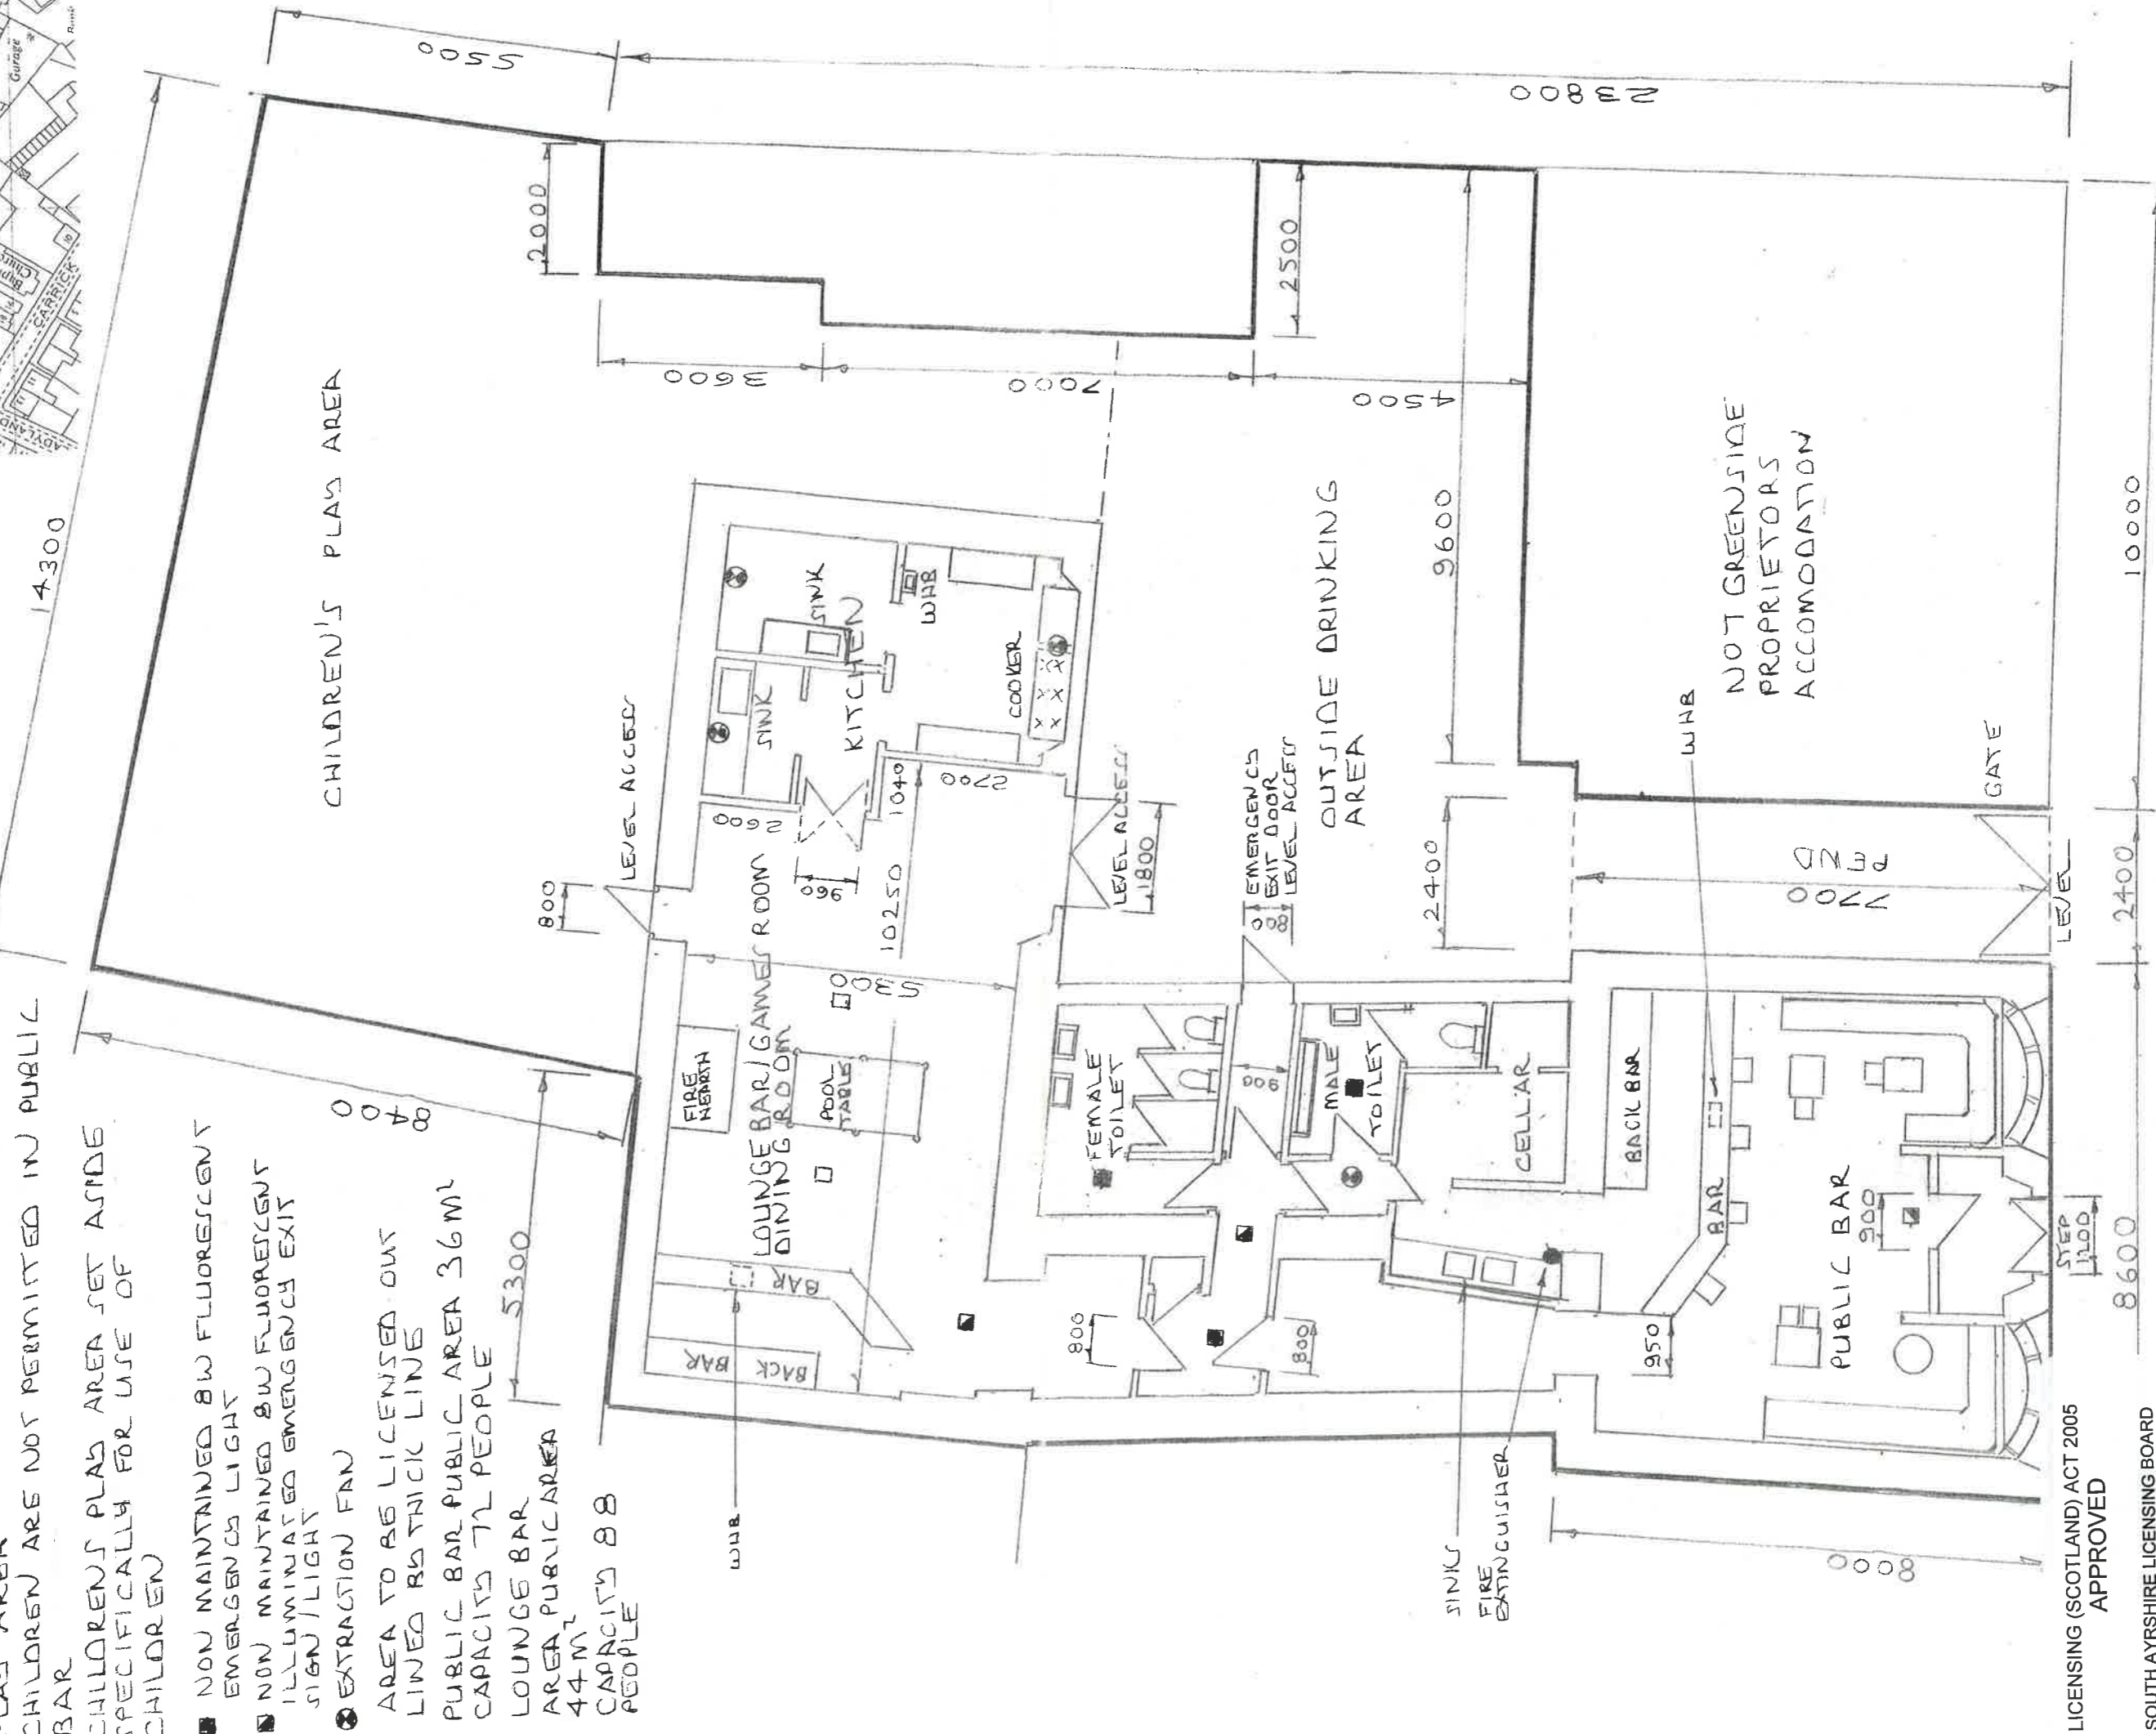 CHILDREN ARE NOT PERMITTED IN PUBLIC
BAR
CHILDRENS PLAY AREA SET ASIDE
SPECIFICALLY FOR USE OF
CHILDREN
NON MAINTAINED 8W FLUORESCENT
EMERGENCY LIGHT
NON MAINTAINED 8W FLUORESCENT
ILLUMINATED EMERGENCY EXIT
SIGN/LIGHT
EXTRACTION FAN
AREA TO BE LICENISED OUT
LINED BY THICK LINE
PUBLIC BAR PUBLIC AREA 36M²
CAPACITY 72 PEOPLE
LOUNGE BAR
AREA PUBLIC AREA
44M²
CAPACITY 88
PEOPLE
Garage
CARRICK
14300
5500
23800
2000
CHILDREN'S PLAY AREA
3600
7000
2500
4500
8400
5300
800
LEVEL ACCESS
SINK
SINK
KITCHEN
WHB
COOKER
2600
1040
2700
960
10250
5300
FIRE
HEARTH
LOUNGE BAR/GAMES ROOM
DINING ROOM
POOL
TABLE
BAR
BACK BAR
WHB
LEVEL ACCESS
1800
EMERGENCY
EXIT DOOR
LEVEL ACCESS
800
OUTSIDE DRINKING
AREA
9600
2400
FEMALE
TOILET
900
MALE
TOILET
CELLAR
800
800
SINKS
FIRE
EXTINGUISHER
BACK BAR
BAR
WHB
950
PUBLIC BAR
900
STEP
1200
PEND
GATE
LEVEL
NOT GREENSIDE
PROPRIETORS
ACCOMODATION
8000
8600
2400
10000
LICENSING (SCOTLAND) ACT 2005
APPROVED
SOUTH AYRSHIRE LICENSING BOARD